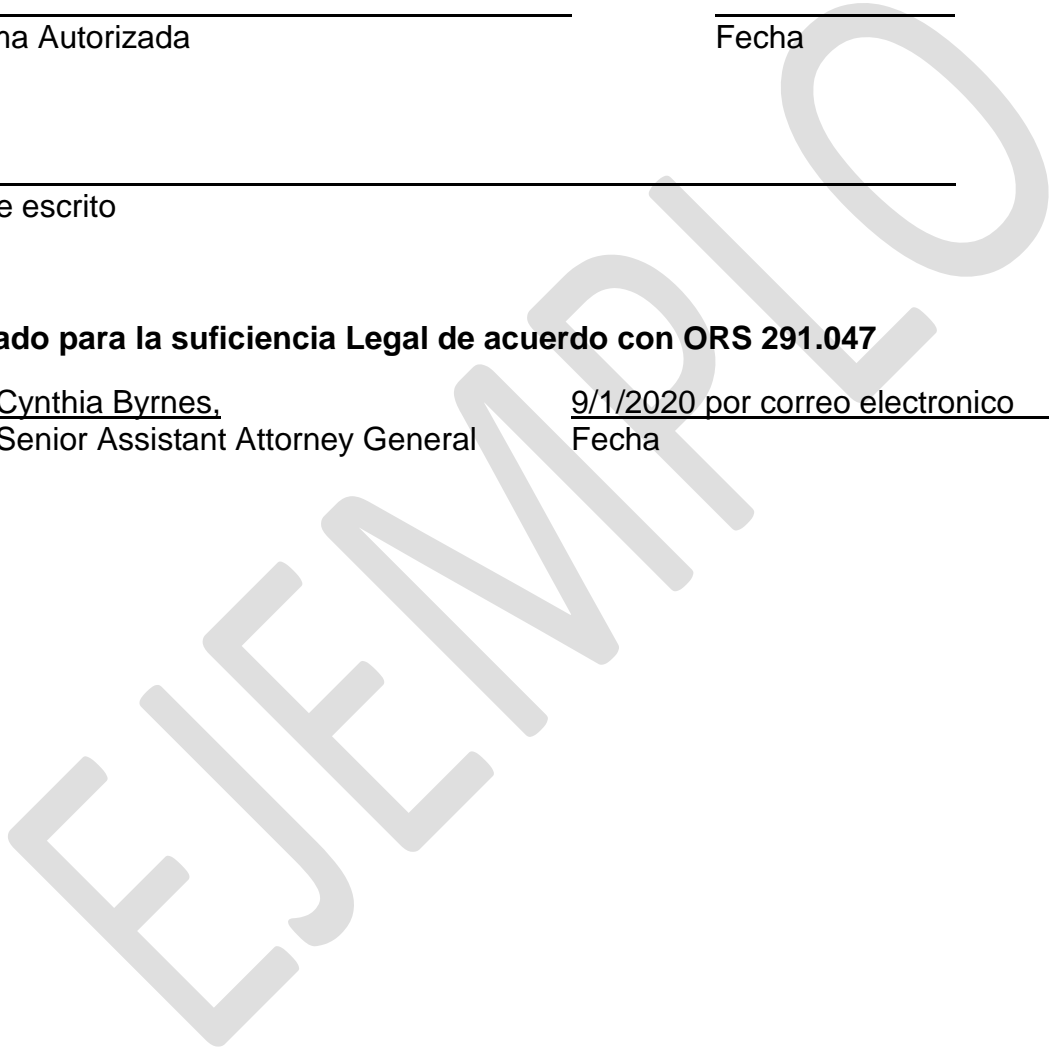 ma Autorizada Fecha
e escrito
ado para la suficiencia Legal de acuerdo con ORS 291.047
Cynthia Byrnes, 9/1/2020 por correo electronico
Senior Assistant Attorney General Fecha
EJEMPLO